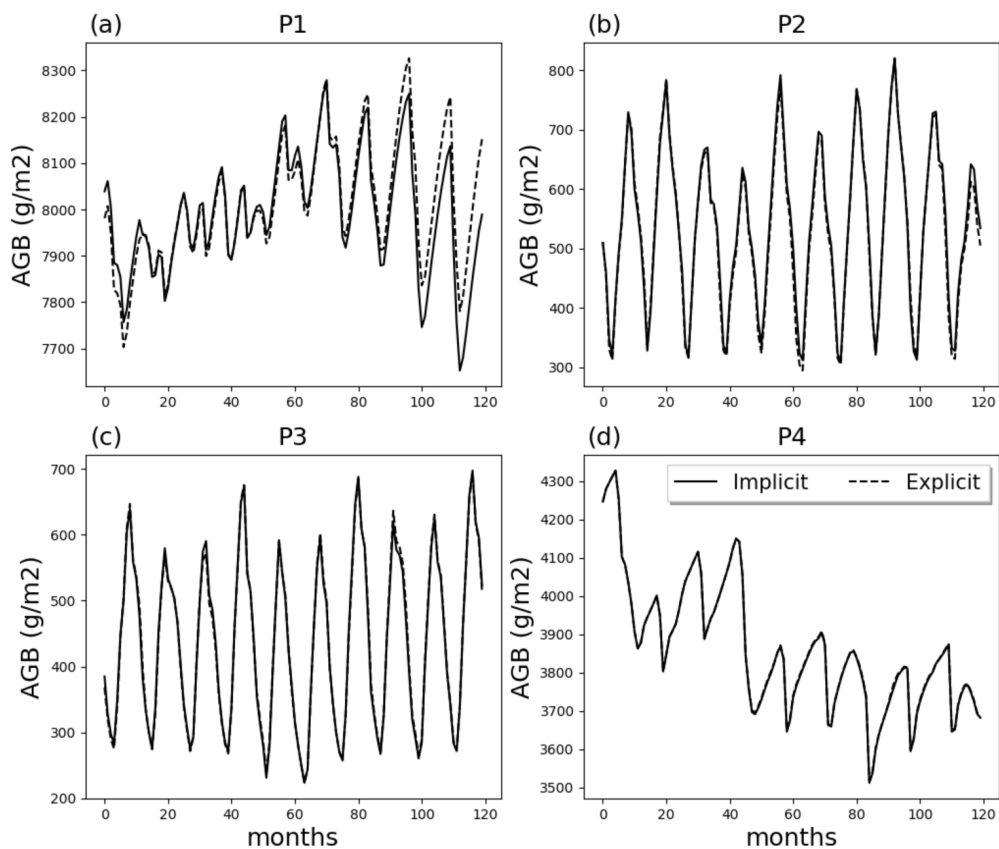 (a) P1
AGB (g/m2)
8300
8200
8100
8000
7900
7800
7700
0 20 40 60 80 100 120
(b) P2
AGB (g/m2)
800
700
600
500
400
300
0 20 40 60 80 100 120
(c) P3
AGB (g/m2)
700
600
500
400
300
200
0 20 40 60 80 100 120
months
(d) P4
Implicit Explicit
AGB (g/m2)
4300
4200
4100
4000
3900
3800
3700
3600
3500
0 20 40 60 80 100 120
months